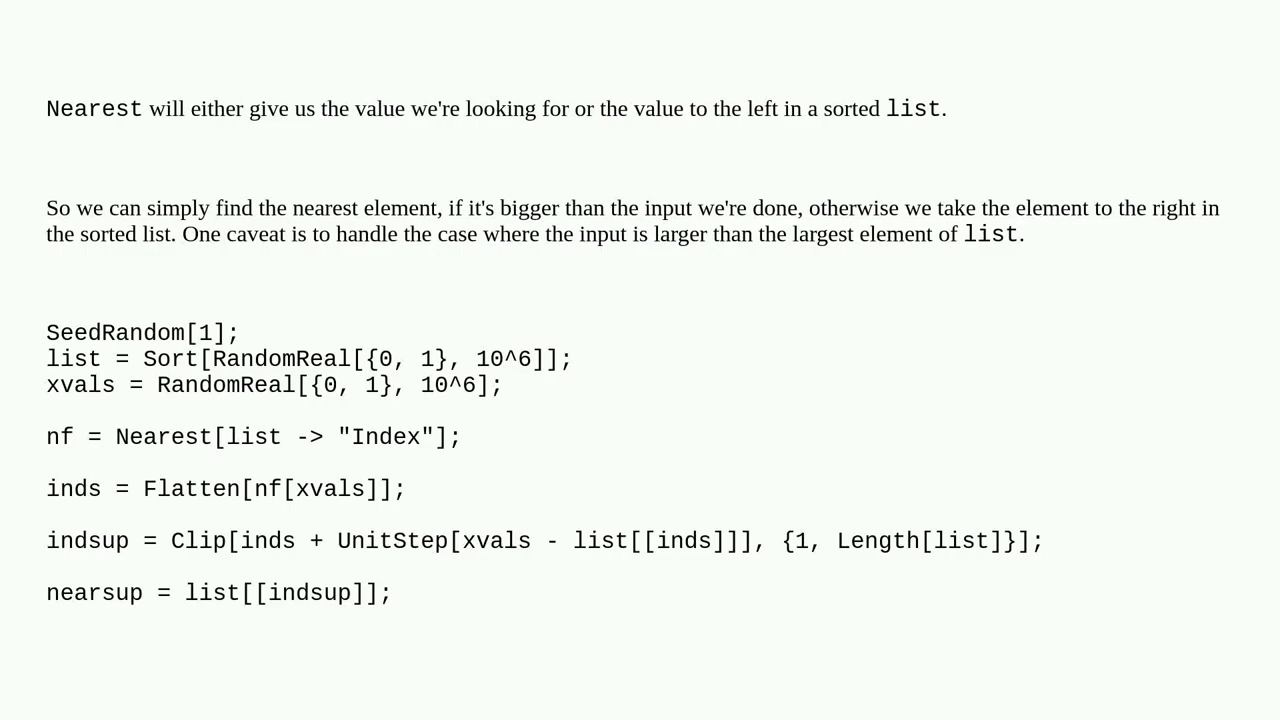 Nearest will either give us the value we're looking for or the value to the left in a sorted list.
So we can simply find the nearest element, if it's bigger than the input we're done, otherwise we take the element to the right in
the sorted list. One caveat is to handle the case where the input is larger than the largest element of list.
SeedRandom[1];
list = Sort[RandomReal[{0, 1}, 10^6]];
xvals = RandomReal[{0, 1}, 10^6];
nf = Nearest[list -> "Index"];
inds = Flatten[nf[xvals]];
indsup = Clip[inds + UnitStep[xvals - list[[inds]]], {1, Length[list]}];
nearsup = list[[indsup]];